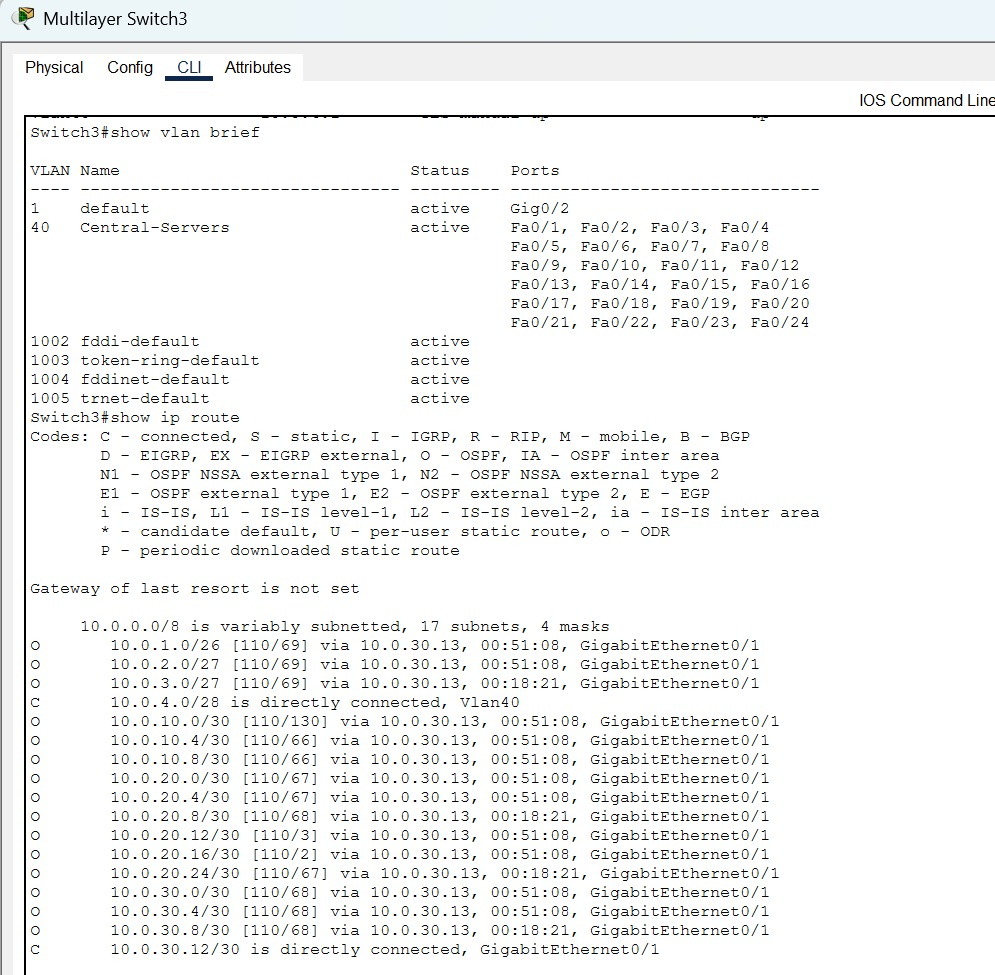 Multilayer Switch3
Physical Config CLI Attributes
IOS Command Line
Switch3#show vlan brief
VLAN Name                             Status    Ports
---- -------------------------------- --------- -------------------------------
1    default                          active    Gig0/2
40   Central-Servers                  active    Fa0/1, Fa0/2, Fa0/3, Fa0/4
                                                Fa0/5, Fa0/6, Fa0/7, Fa0/8
                                                Fa0/9, Fa0/10, Fa0/11, Fa0/12
                                                Fa0/13, Fa0/14, Fa0/15, Fa0/16
                                                Fa0/17, Fa0/18, Fa0/19, Fa0/20
                                                Fa0/21, Fa0/22, Fa0/23, Fa0/24
1002 fddi-default                     active
1003 token-ring-default               active
1004 fddinet-default                  active
1005 trnet-default                    active
Switch3#show ip route
Codes: C - connected, S - static, I - IGRP, R - RIP, M - mobile, B - BGP
       D - EIGRP, EX - EIGRP external, O - OSPF, IA - OSPF inter area
       N1 - OSPF NSSA external type 1, N2 - OSPF NSSA external type 2
       E1 - OSPF external type 1, E2 - OSPF external type 2, E - EGP
       i - IS-IS, L1 - IS-IS level-1, L2 - IS-IS level-2, ia - IS-IS inter area
       * - candidate default, U - per-user static route, o - ODR
       P - periodic downloaded static route
Gateway of last resort is not set
     10.0.0.0/8 is variably subnetted, 17 subnets, 4 masks
O       10.0.1.0/26 [110/69] via 10.0.30.13, 00:51:08, GigabitEthernet0/1
O       10.0.2.0/27 [110/69] via 10.0.30.13, 00:51:08, GigabitEthernet0/1
O       10.0.3.0/27 [110/69] via 10.0.30.13, 00:18:21, GigabitEthernet0/1
C       10.0.4.0/28 is directly connected, Vlan40
O       10.0.10.0/30 [110/130] via 10.0.30.13, 00:51:08, GigabitEthernet0/1
O       10.0.10.4/30 [110/66] via 10.0.30.13, 00:51:08, GigabitEthernet0/1
O       10.0.10.8/30 [110/66] via 10.0.30.13, 00:51:08, GigabitEthernet0/1
O       10.0.20.0/30 [110/67] via 10.0.30.13, 00:51:08, GigabitEthernet0/1
O       10.0.20.4/30 [110/67] via 10.0.30.13, 00:51:08, GigabitEthernet0/1
O       10.0.20.8/30 [110/68] via 10.0.30.13, 00:18:21, GigabitEthernet0/1
O       10.0.20.12/30 [110/3] via 10.0.30.13, 00:51:08, GigabitEthernet0/1
O       10.0.20.16/30 [110/2] via 10.0.30.13, 00:51:08, GigabitEthernet0/1
O       10.0.20.24/30 [110/67] via 10.0.30.13, 00:18:21, GigabitEthernet0/1
O       10.0.30.0/30 [110/68] via 10.0.30.13, 00:51:08, GigabitEthernet0/1
O       10.0.30.4/30 [110/68] via 10.0.30.13, 00:51:08, GigabitEthernet0/1
O       10.0.30.8/30 [110/68] via 10.0.30.13, 00:18:21, GigabitEthernet0/1
C       10.0.30.12/30 is directly connected, GigabitEthernet0/1